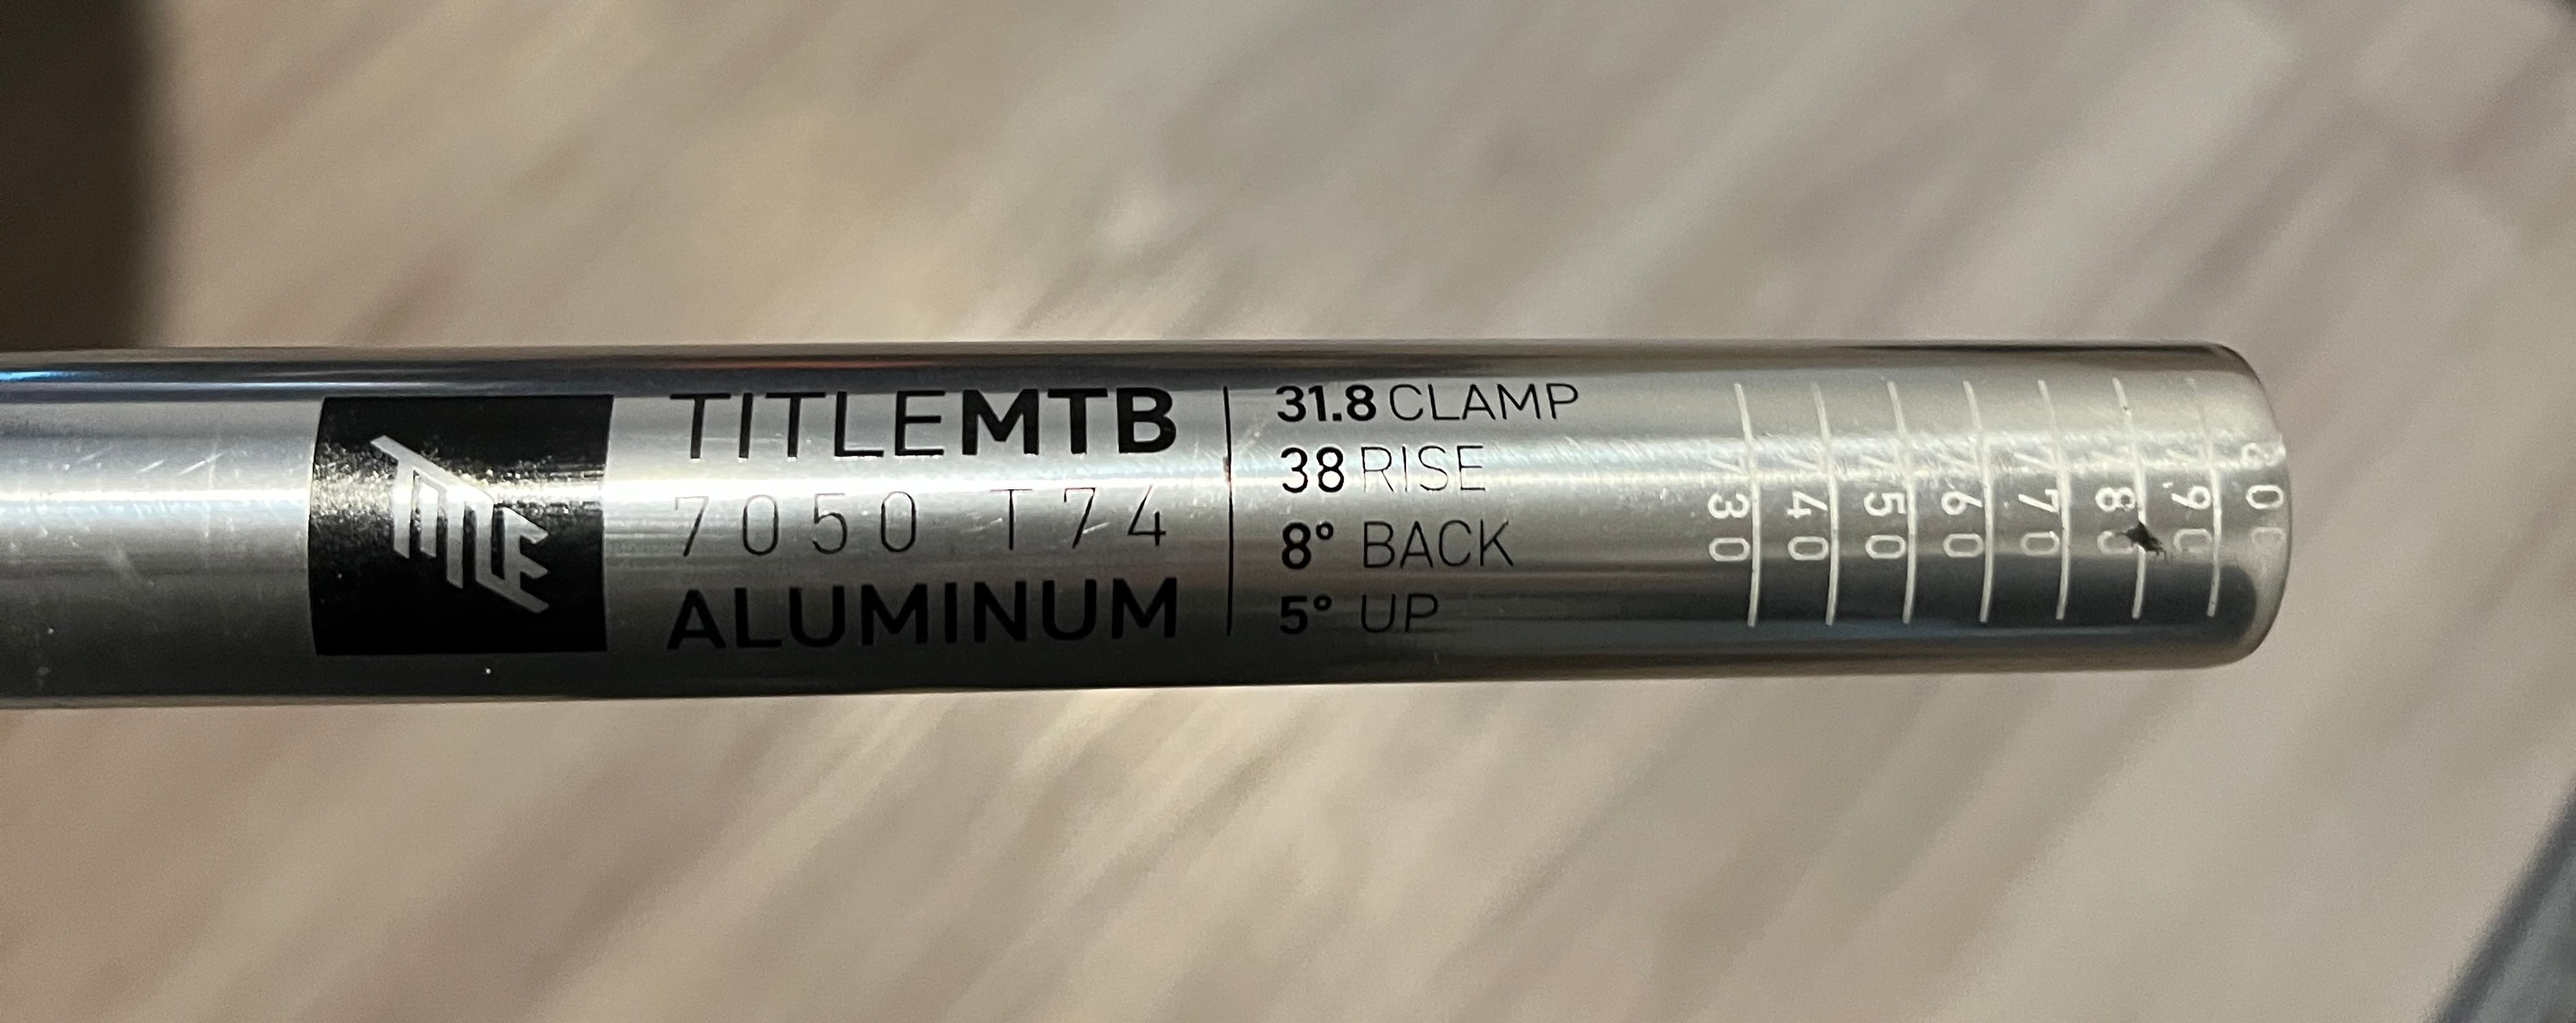 TITLEMTB
7050 T74
ALUMINUM
31.8 CLAMP
38 RISE
8° BACK
5° UP
730
740
750
760
770
780
790
800